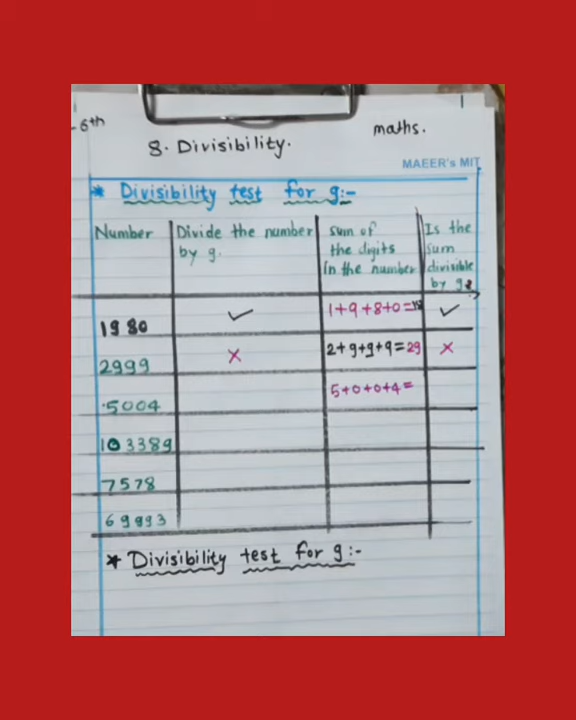 -6th
maths.
8. Divisibility.
MAEER's MIT
* Divisibility test for 9:-
Number Divide the number by 9. Sum of the digits in the number Is the sum divisible by 9?
1980 ✓ 1+9+8+0=18 ✓
2999 × 2+9+9+9=29 ×
5004 5+0+0+4=
103389
7578
69993
* Divisibility test for 9:-